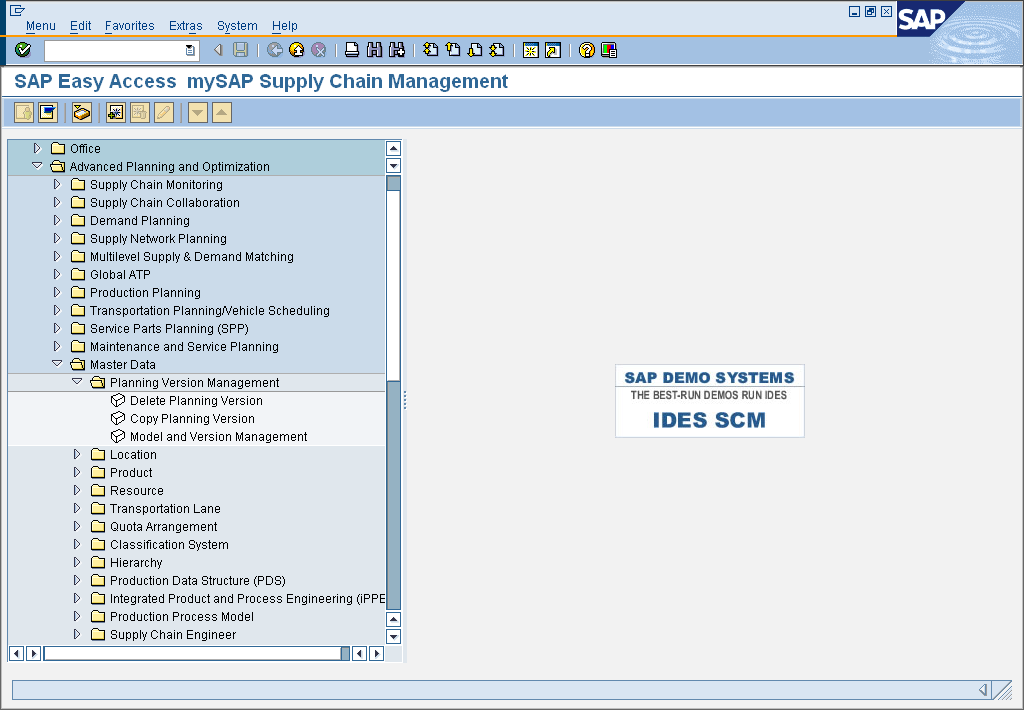 Menu Edit Favorites Extras System Help
SAP
SAP Easy Access mySAP Supply Chain Management
Office
Advanced Planning and Optimization
Supply Chain Monitoring
Supply Chain Collaboration
Demand Planning
Supply Network Planning
Multilevel Supply & Demand Matching
Global ATP
Production Planning
Transportation Planning/Vehicle Scheduling
Service Parts Planning (SPP)
Maintenance and Service Planning
Master Data
Planning Version Management
Delete Planning Version
Copy Planning Version
Model and Version Management
Location
Product
Resource
Transportation Lane
Quota Arrangement
Classification System
Hierarchy
Production Data Structure (PDS)
Integrated Product and Process Engineering (iPPE
Production Process Model
Supply Chain Engineer
SAP DEMO SYSTEMS
THE BEST-RUN DEMOS RUN IDES
IDES SCM